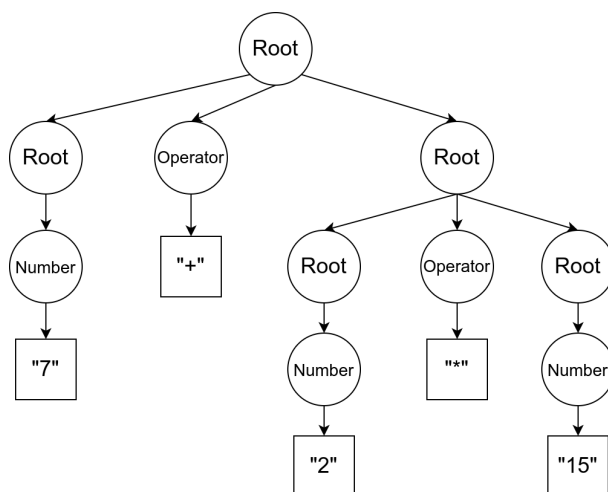 Root
Root
Operator
Root
Number
"+"
Root
Operator
Root
"7"
Number
"*"
Number
"2"
"15"